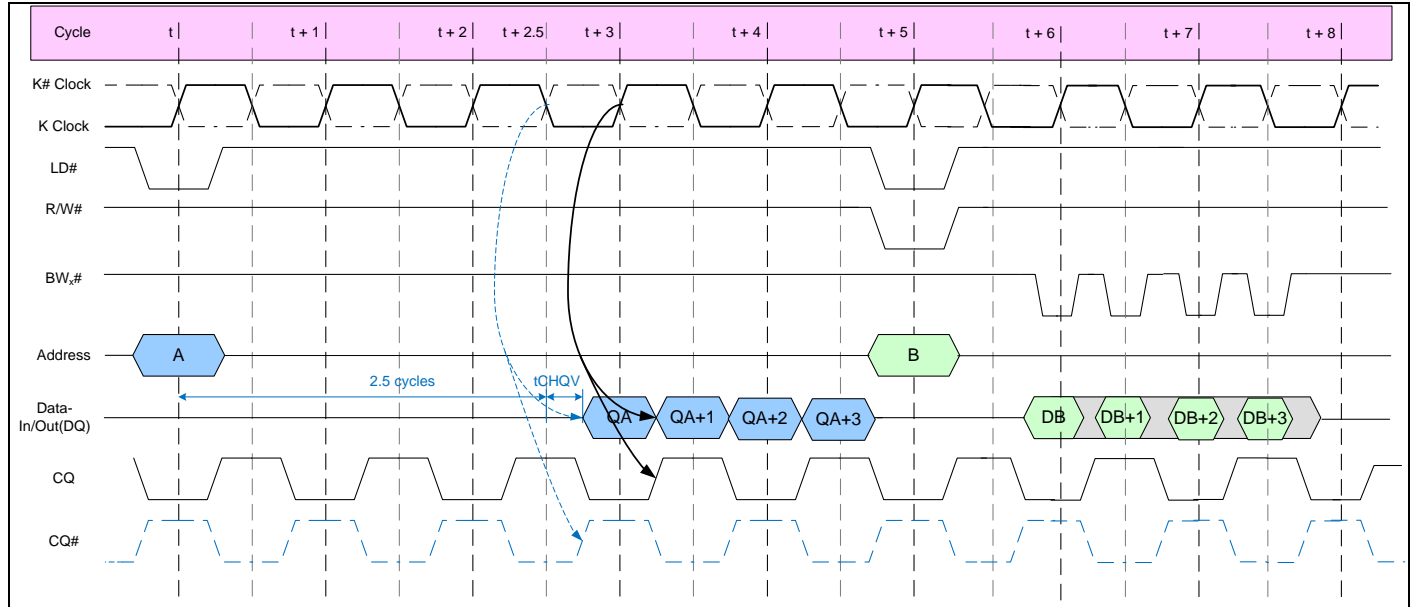 Cycle t t + 1 t + 2 t + 2.5 t + 3 t + 4 t + 5 t + 6 t + 7 t + 8
K# Clock
K Clock
LD#
R/W#
BWx#
Address A B
2.5 cycles tCHQV
Data-
In/Out(DQ) QA QA+1 QA+2 QA+3 DB DB+1 DB+2 DB+3
CQ
CQ#